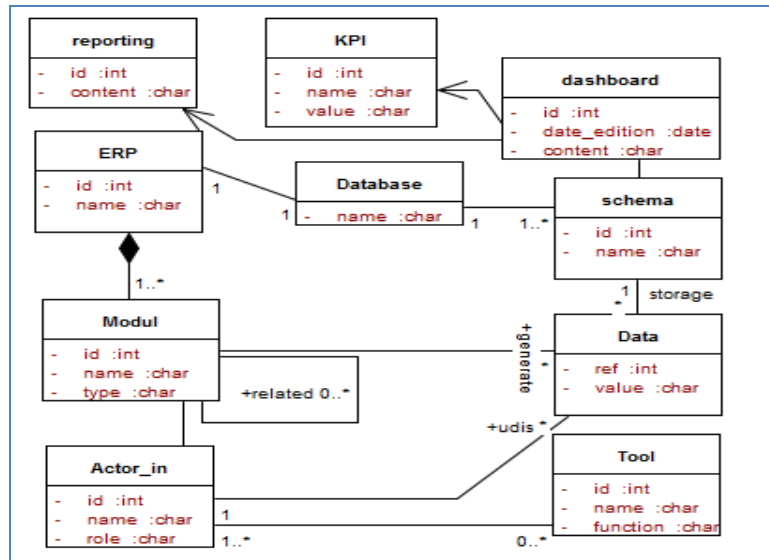 reporting
- id :int
- content :char
KPI
- id :int
- name :char
- value :char
dashboard
- id :int
- date_edition :date
- content :char
ERP
- id :int
- name :char
1
1
Database
- name :char
1
1..*
schema
- id :int
- name :char
1..*
1
storage
*
Modul
- id :int
- name :char
- type :char
+generate
*
Data
- ref :int
- value :char
+related 0..*
+udis *
Actor_in
- id :int
- name :char
- role :char
1
1..*
0..*
Tool
- id :int
- name :char
- function :char